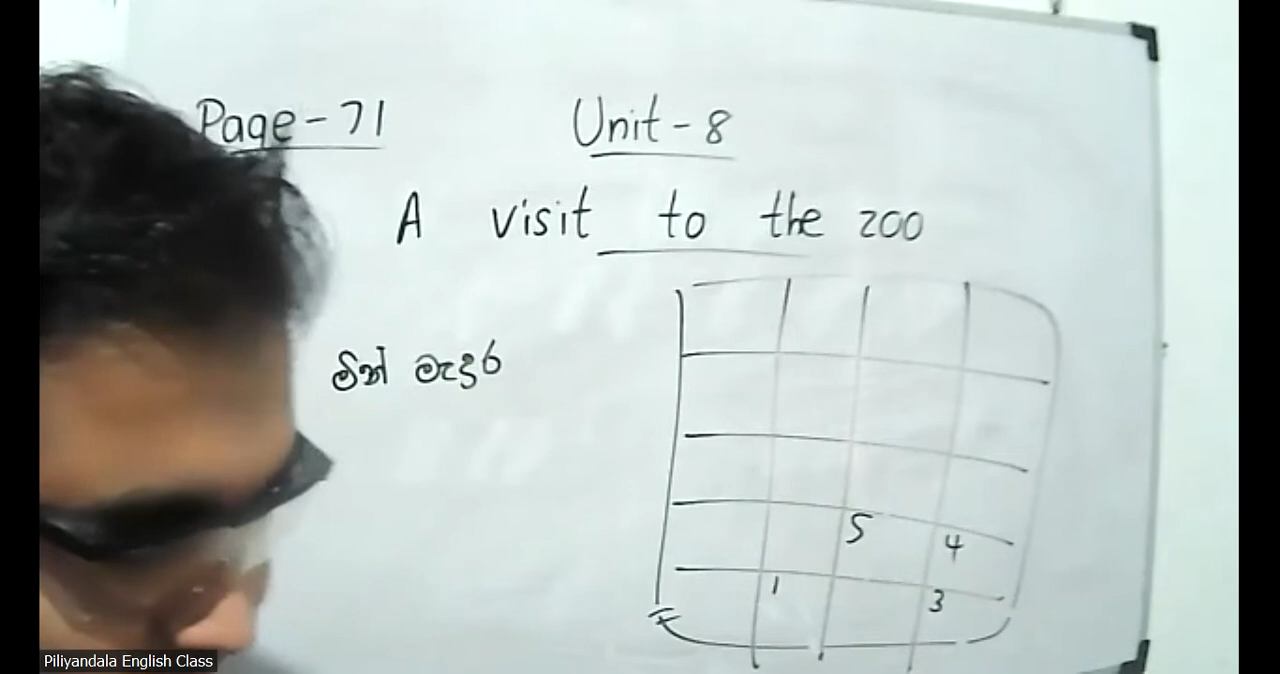 Page-71
Unit-8
A visit to the zoo
මින් මැදුර
5
4
1
3
Piliyandala English Class